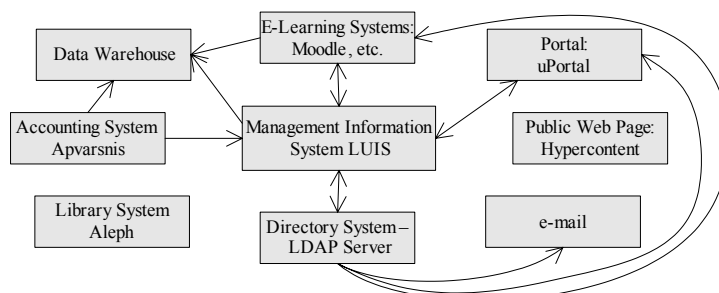 E-Learning Systems:
Moodle, etc.
Data Warehouse
Portal:
uPortal
Accounting System
Apvarsnis
Management Information
System LUIS
Public Web Page:
Hypercontent
Library System
Aleph
Directory System –
LDAP Server
e-mail